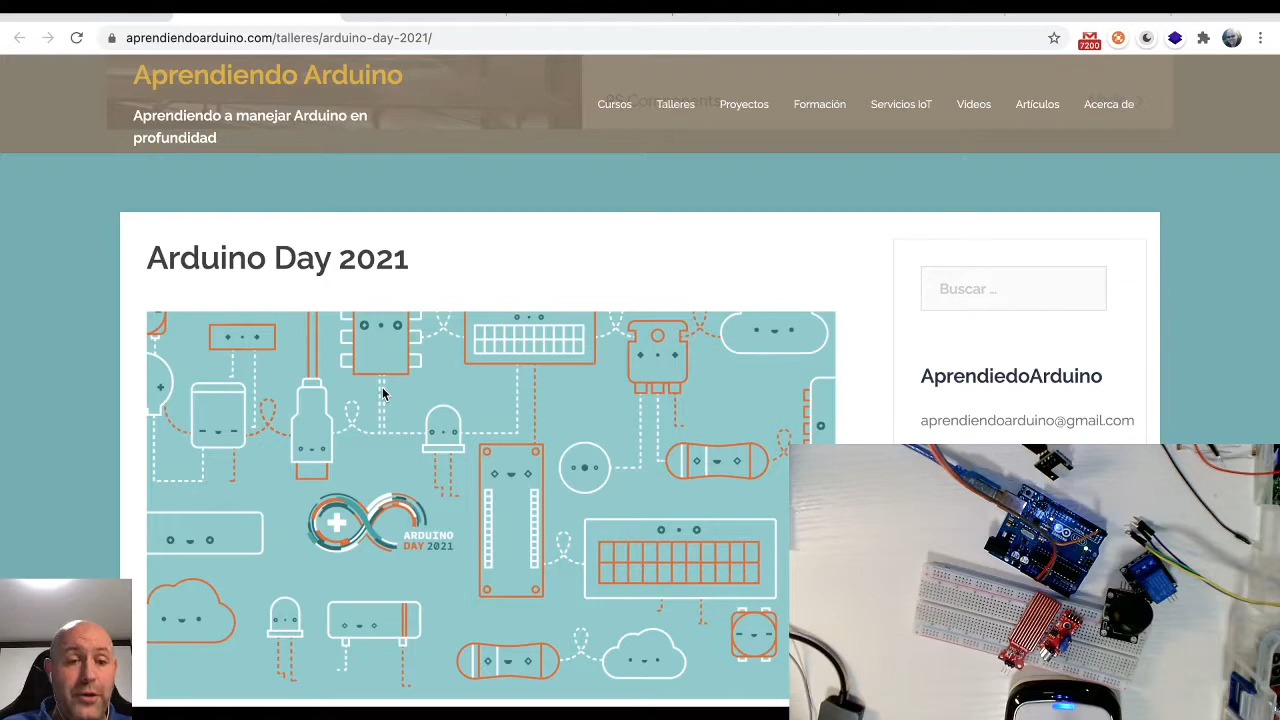 aprendiendoarduino.com/talleres/arduino-day-2021/
7200
Aprendiendo Arduino
Aprendiendo a manejar Arduino en
profundidad
Cursos Talleres Proyectos Formación Servicios IoT Videos Artículos Acerca de
Arduino Day 2021
Buscar …
AprendiedoArduino
aprendiendoarduino@gmail.com
ARDUINO
DAY 2021